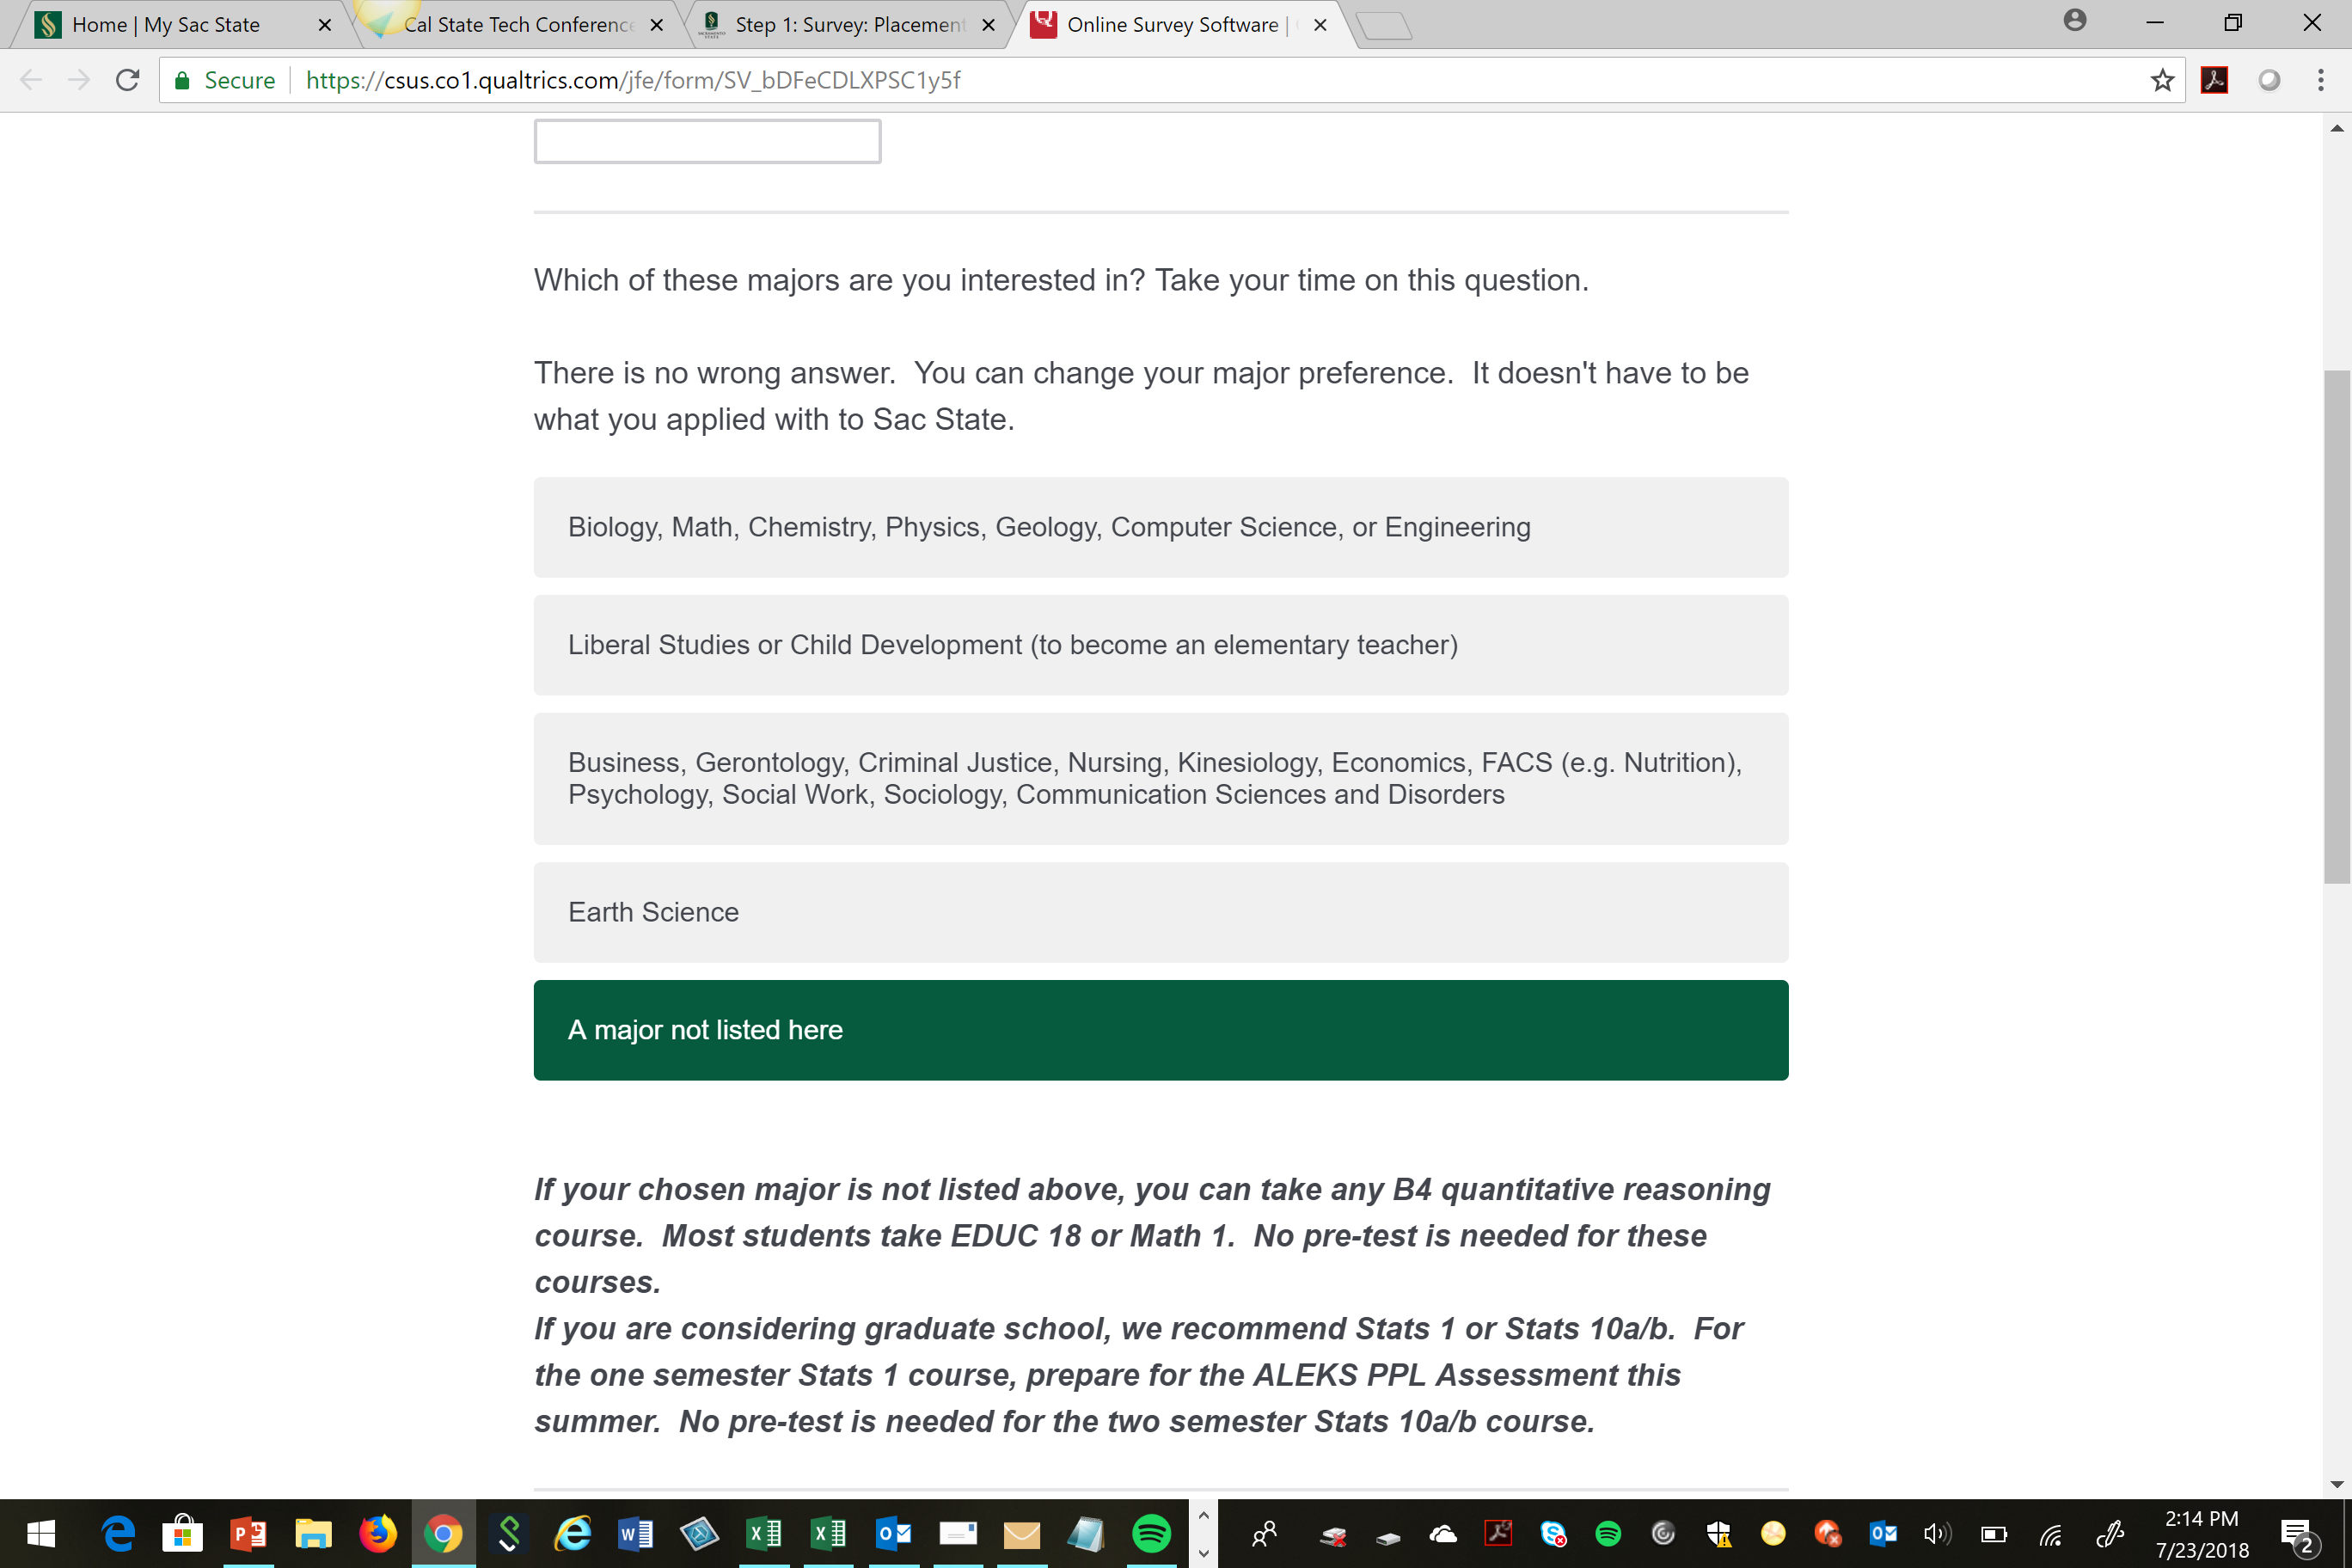 Home | My Sac State
Cal State Tech Conference
Step 1: Survey: Placement
Online Survey Software |
Secure
https://csus.co1.qualtrics.com/jfe/form/SV_bDFeCDLXPSC1y5f
Which of these majors are you interested in? Take your time on this question.
There is no wrong answer.  You can change your major preference.  It doesn't have to be
what you applied with to Sac State.
Biology, Math, Chemistry, Physics, Geology, Computer Science, or Engineering
Liberal Studies or Child Development (to become an elementary teacher)
Business, Gerontology, Criminal Justice, Nursing, Kinesiology, Economics, FACS (e.g. Nutrition),
Psychology, Social Work, Sociology, Communication Sciences and Disorders
Earth Science
A major not listed here
If your chosen major is not listed above, you can take any B4 quantitative reasoning
course.  Most students take EDUC 18 or Math 1.  No pre-test is needed for these
courses.
If you are considering graduate school, we recommend Stats 1 or Stats 10a/b.  For
the one semester Stats 1 course, prepare for the ALEKS PPL Assessment this
summer.  No pre-test is needed for the two semester Stats 10a/b course.
2:14 PM
7/23/2018
2